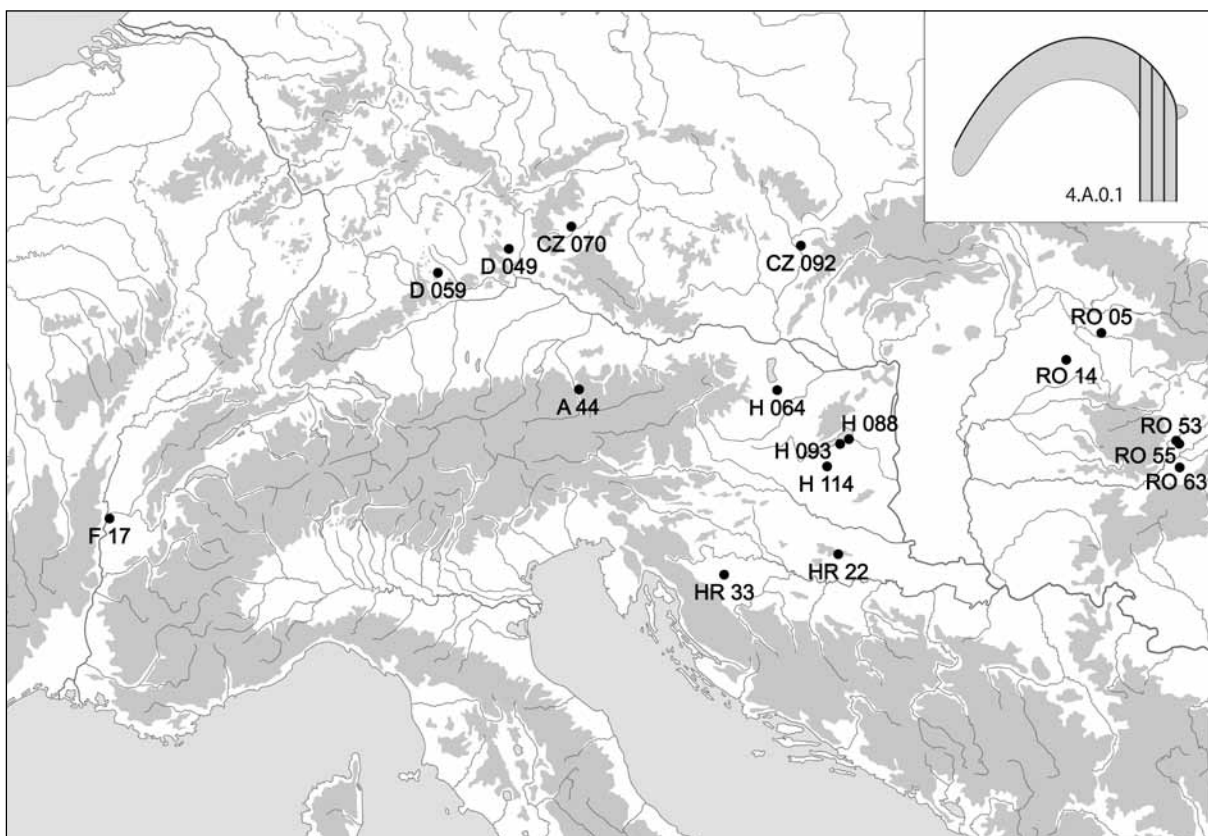 4.A.0.1
CZ 070
D 049
CZ 092
D 059
RO 05
RO 14
A 44
H 064
H 088
H 093
RO 53
RO 55
H 114
RO 63
F 17
HR 22
HR 33